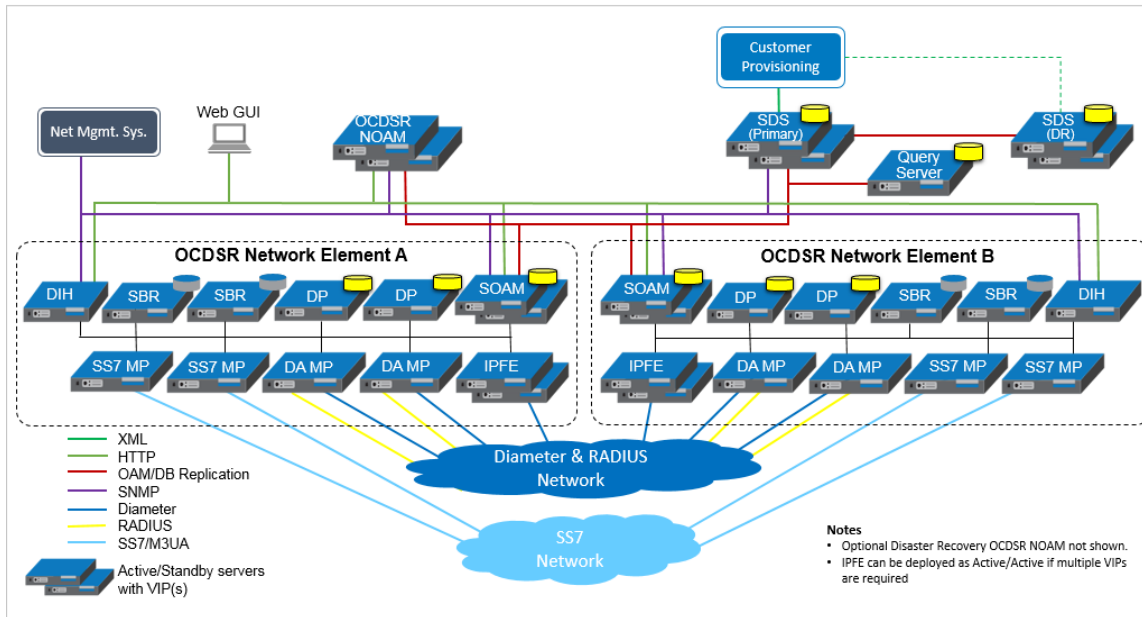 Customer
Provisioning
Net Mgmt. Sys.
Web GUI
OCDSR
NOAM
SDS
(Primary)
SDS
(DR)
Query
Server
OCDSR Network Element A
OCDSR Network Element B
DIH
SBR
SBR
DP
DP
SOAM
SOAM
DP
DP
SBR
SBR
DIH
SS7 MP
SS7 MP
DA MP
DA MP
IPFE
IPFE
DA MP
DA MP
SS7 MP
SS7 MP
XML
HTTP
OAM/DB Replication
SNMP
Diameter
RADIUS
SS7/M3UA
Active/Standby servers
with VIP(s)
Diameter & RADIUS
Network
SS7
Network
Notes
• Optional Disaster Recovery OCDSR NOAM not shown.
• IPFE can be deployed as Active/Active if multiple VIPs
are required